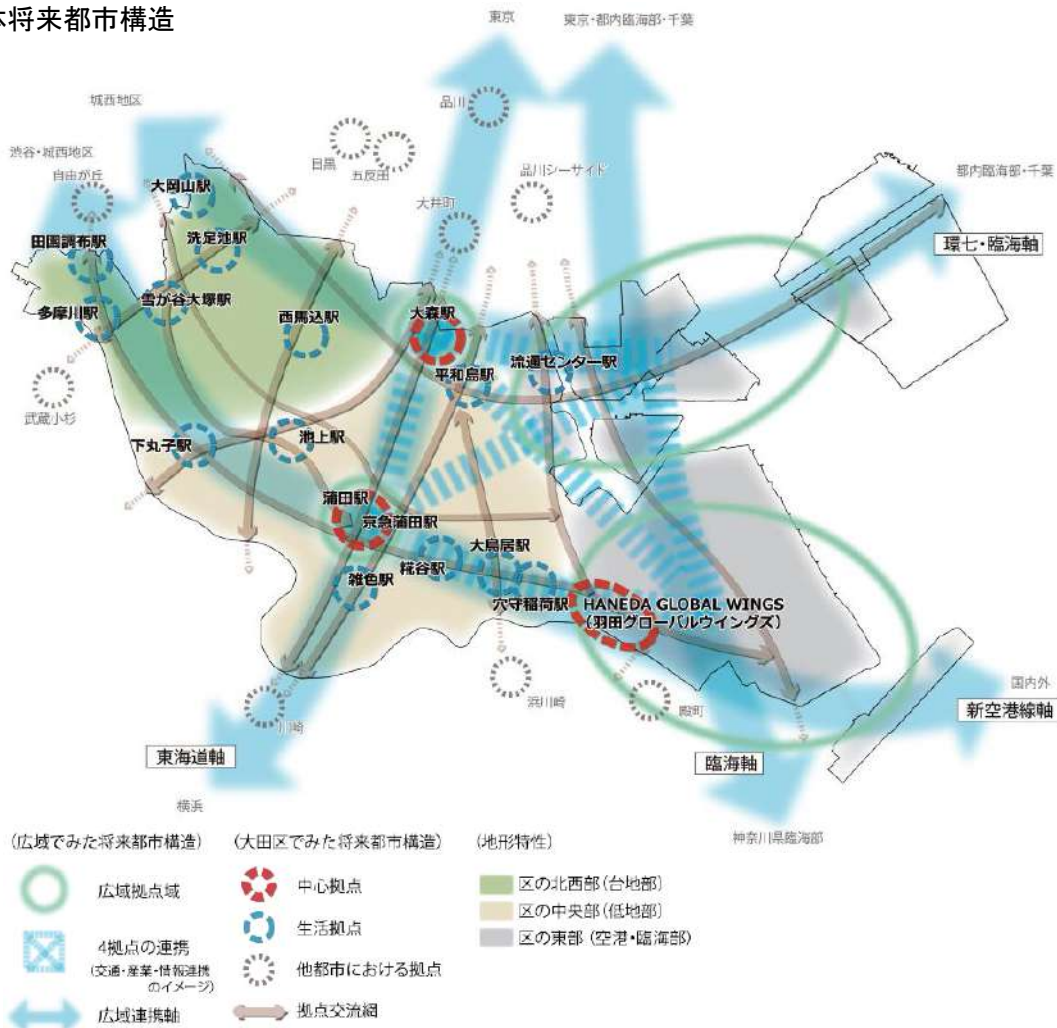 体将来都市構造
東京
東京・都内臨海部・千葉
品川
城西地区
目黒
五反田
渋谷・城西地区
自由が丘
品川シーサイド
都内臨海部・千葉
大岡山駅
大井町
洗足池駅
田園調布駅
環七・臨海軸
雪が谷大塚駅
多摩川駅
西馬込駅
大森駅
流通センター駅
平和島駅
武蔵小杉
下丸子駅
池上駅
蒲田駅
京急蒲田駅
大鳥居駅
糀谷駅
雑色駅
穴守稲荷駅
HANEDA GLOBAL WINGS
(羽田グローバルウイングズ)
浜川崎
殿町
国内外
新空港線軸
川崎
東海道軸
臨海軸
横浜
神奈川県臨海部
(広域でみた将来都市構造)
広域拠点域
4拠点の連携
(交通・産業・情報連携
のイメージ)
広域連携軸
(大田区でみた将来都市構造)
中心拠点
生活拠点
他都市における拠点
拠点交流網
(地形特性)
区の北西部(台地部)
区の中央部(低地部)
区の東部(空港・臨海部)